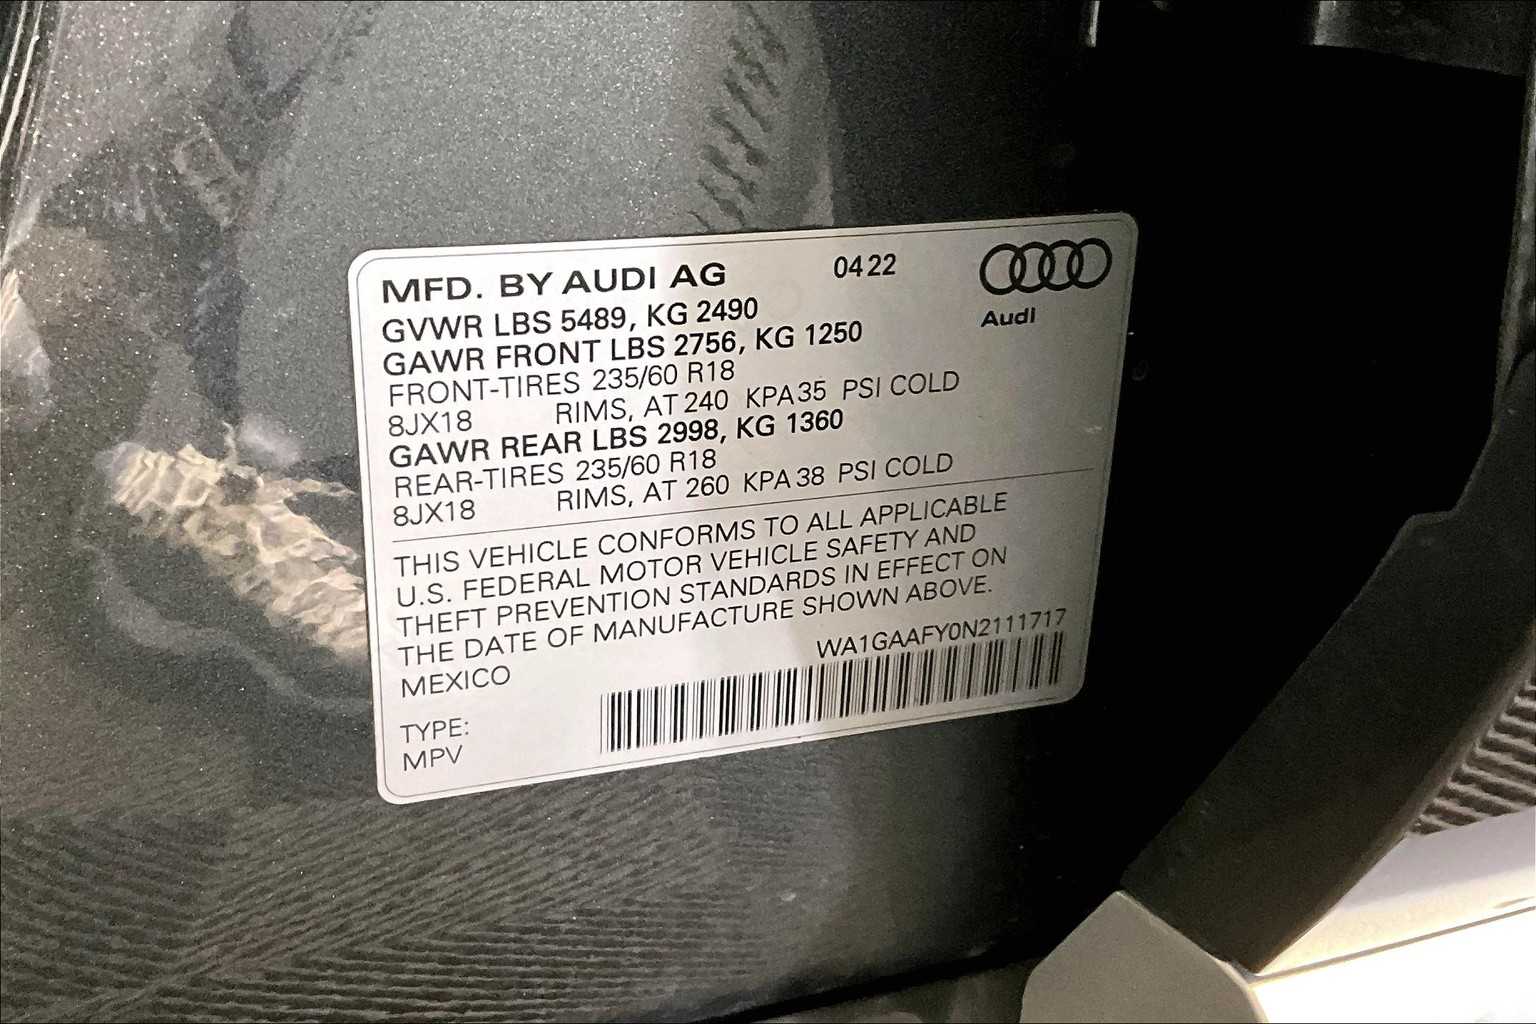 MFD. BY AUDI AG 0422
Audi
GVWR LBS 5489, KG 2490
GAWR FRONT LBS 2756, KG 1250
FRONT-TIRES 235/60 R18
8JX18 RIMS, AT 240 KPA 35 PSI COLD
GAWR REAR LBS 2998, KG 1360
REAR-TIRES 235/60 R18
8JX18 RIMS, AT 260 KPA 38 PSI COLD
THIS VEHICLE CONFORMS TO ALL APPLICABLE
U.S. FEDERAL MOTOR VEHICLE SAFETY AND
THEFT PREVENTION STANDARDS IN EFFECT ON
THE DATE OF MANUFACTURE SHOWN ABOVE.
WA1GAAFY0N2111717
MEXICO
TYPE:
MPV